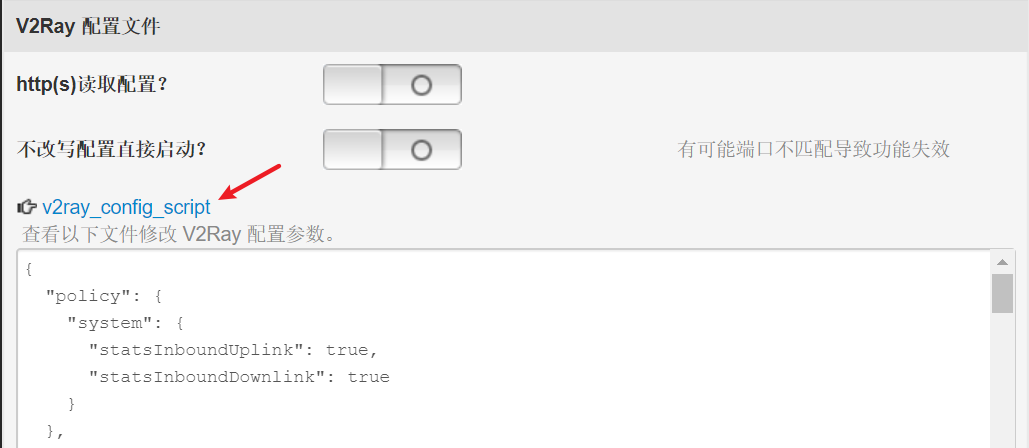 V2Ray 配置文件
http(s)读取配置？
不改写配置直接启动？ 有可能端口不匹配导致功能失效
v2ray_config_script
查看以下文件修改 V2Ray 配置参数。
{
  "policy": {
    "system": {
      "statsInboundUplink": true,
      "statsInboundDownlink": true
    }
  },